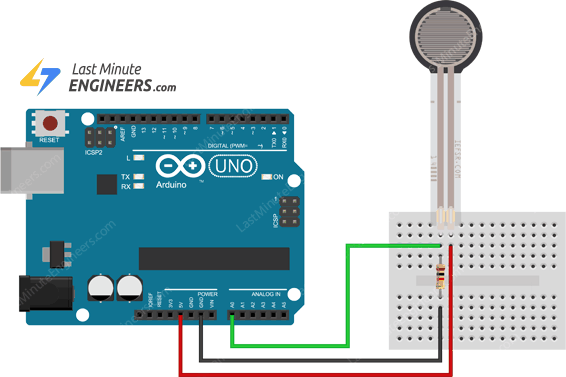 Last Minute
ENGINEERS.com
RESET
ICSP2
AREF
GND
13
12
~11
~10
~9
8
7
~6
~5
4
~3
2
TX0 ▶ 1
RX0 ◀ 0
DIGITAL (PWM~)
L
TX
RX
UNO
Arduino
ON
ICSP
IOREF
RESET
3V3
5V
GND
GND
VIN
POWER
A0
A1
A2
A3
A4
A5
ANALOG IN